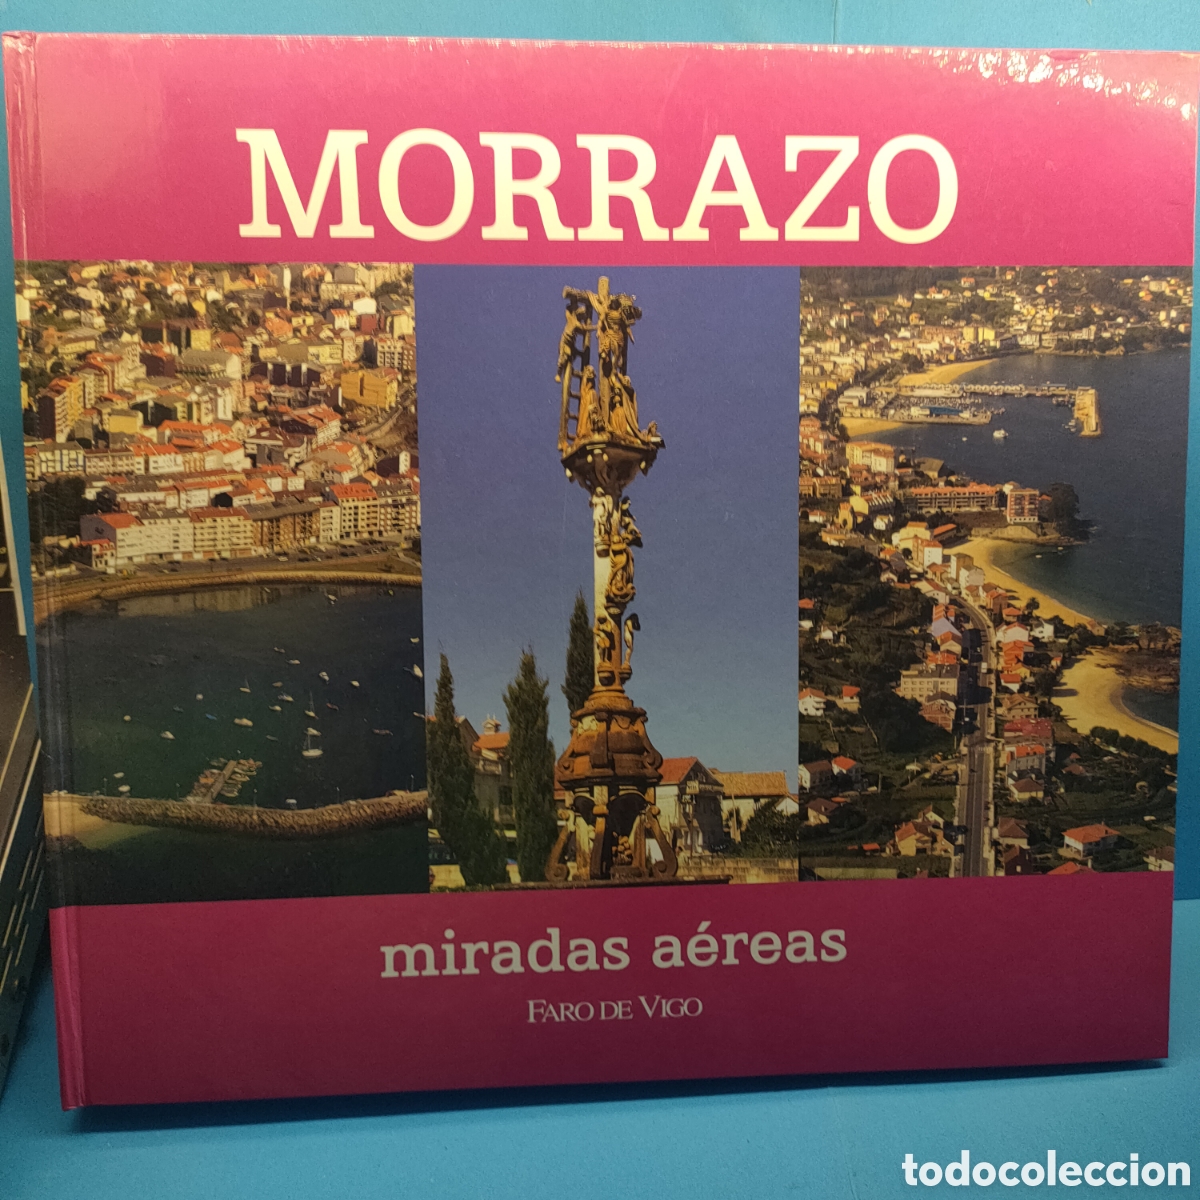 MORRAZO
miradas aéreas
FARO DE VIGO
todocoleccion